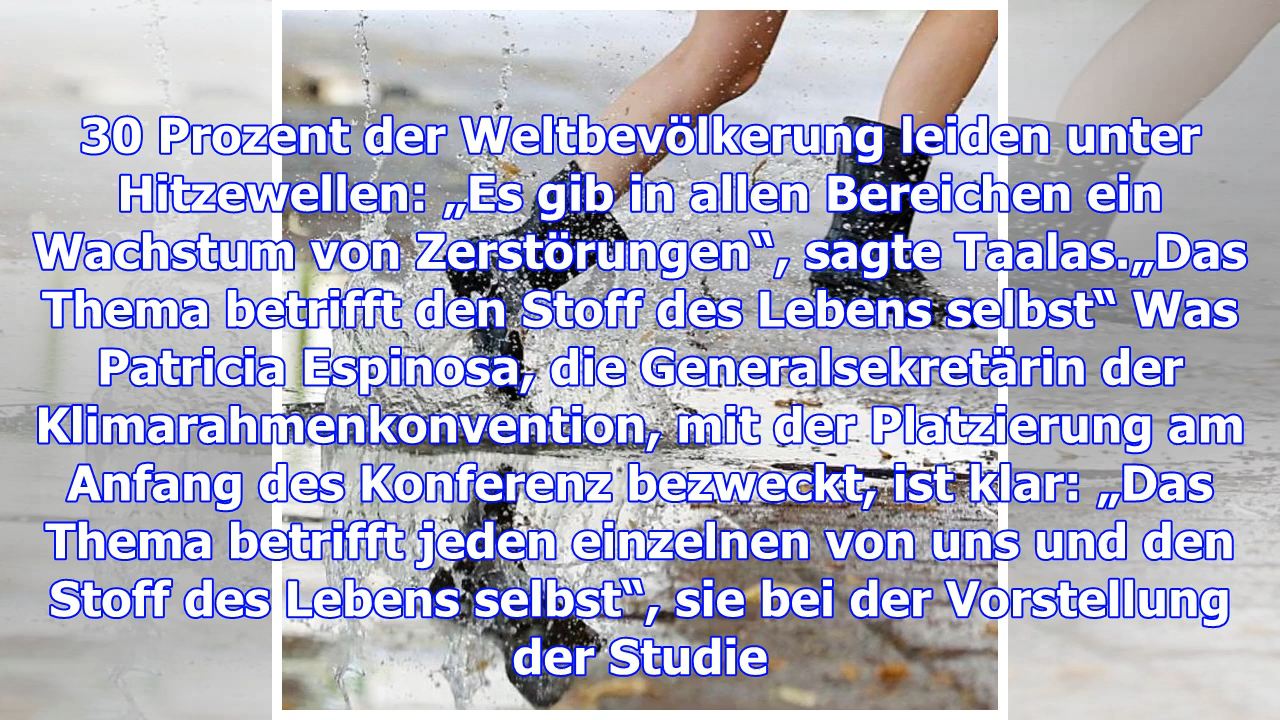 30 Prozent der Weltbevölkerung leiden unter
Hitzewellen: „Es gib in allen Bereichen ein
Wachstum von Zerstörungen“, sagte Taalas.„Das
Thema betrifft den Stoff des Lebens selbst“ Was
Patricia Espinosa, die Generalsekretärin der
Klimarahmenkonvention, mit der Platzierung am
Anfang des Konferenz bezweckt, ist klar: „Das
Thema betrifft jeden einzelnen von uns und den
Stoff des Lebens selbst“, sie bei der Vorstellung
der Studie